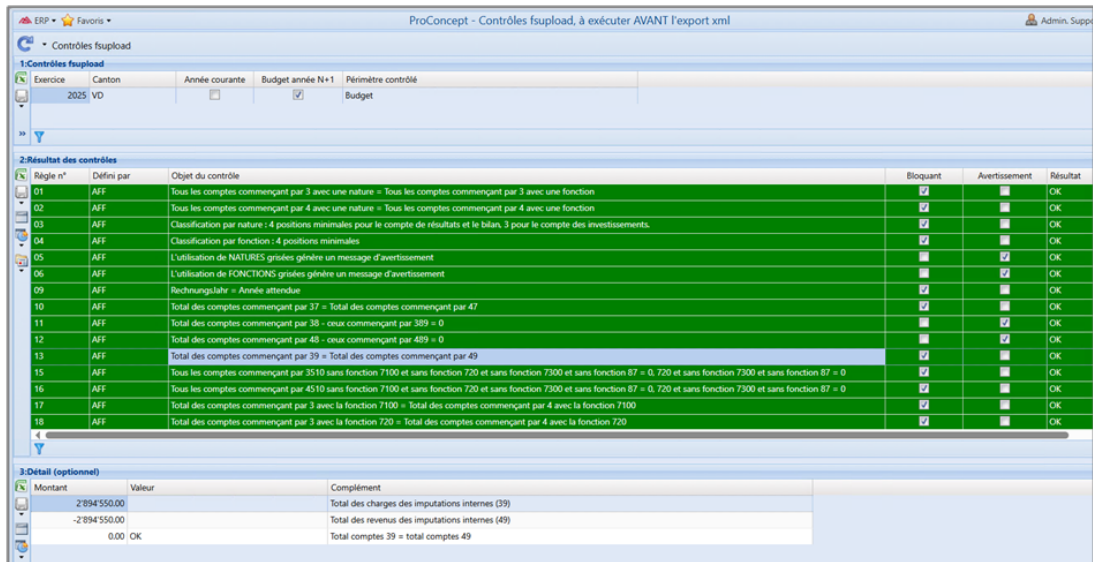 ERP Favoris ProConcept - Contrôles fsupload, à exécuter AVANT l'export xml Admin. Suppo
Contrôles fsupload
1:Contrôles fsupload
Exercice Canton Année courante Budget année N+1 Périmètre contrôlé
2025 VD Budget
2:Résultat des contrôles
Règle n° Défini par Objet du contrôle Bloquant Avertissement Résultat
01 AFF Tous les comptes commençant par 3 avec une nature = Tous les comptes commençant par 3 avec une fonction OK
02 AFF Tous les comptes commençant par 4 avec une nature = Tous les comptes commençant par 4 avec une fonction OK
03 AFF Classification par nature : 4 positions minimales pour le compte de résultats et le bilan, 3 pour le compte des investissements. OK
04 AFF Classification par fonction : 4 positions minimales OK
05 AFF L'utilisation de NATURES grisées génère un message d'avertissement OK
06 AFF L'utilisation de FONCTIONS grisées génère un message d'avertissement OK
09 AFF Rechnungslahr = Année attendue OK
10 AFF Total des comptes commençant par 37 = Total des comptes commençant par 47 OK
11 AFF Total des comptes commençant par 38 - ceux commençant par 389 = 0 OK
12 AFF Total des comptes commençant par 48 - ceux commençant par 489 = 0 OK
13 AFF Total des comptes commençant par 39 = Total des comptes commençant par 49 OK
15 AFF Tous les comptes commençant par 3510 sans fonction 7100 et sans fonction 720 et sans fonction 7300 et sans fonction 87 = 0, 720 et sans fonction 7300 et sans fonction 87 = 0 OK
16 AFF Tous les comptes commençant par 4510 sans fonction 7100 et sans fonction 720 et sans fonction 7300 et sans fonction 87 = 0, 720 et sans fonction 7300 et sans fonction 87 = 0 OK
17 AFF Total des comptes commençant par 3 avec la fonction 7100 = Total des comptes commençant par 4 avec la fonction 7100 OK
18 AFF Total des comptes commençant par 3 avec la fonction 720 = Total des comptes commençant par 4 avec la fonction 720 OK
3:Détail (optionnel)
Montant Valeur Complément
2'894'550.00 Total des charges des imputations internes (39)
-2'894'550.00 Total des revenus des imputations internes (49)
0.00 OK Total comptes 39 = total comptes 49